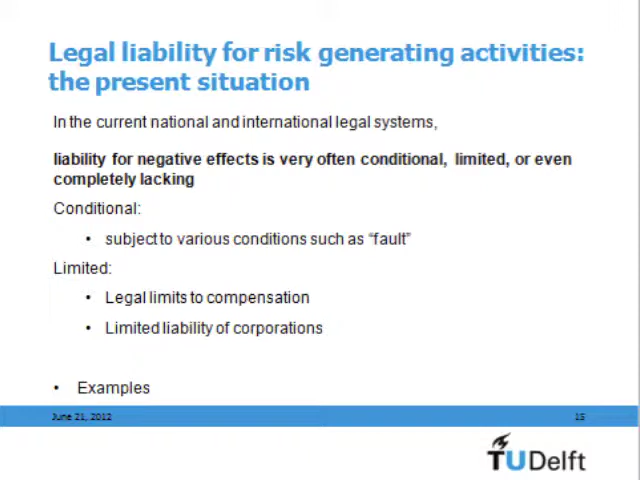 Legal liability for risk generating activities:
the present situation
In the current national and international legal systems,
liability for negative effects is very often conditional, limited, or even
completely lacking
Conditional:
• subject to various conditions such as “fault”
Limited:
• Legal limits to compensation
• Limited liability of corporations
• Examples
June 21, 2012
15
TUDelft